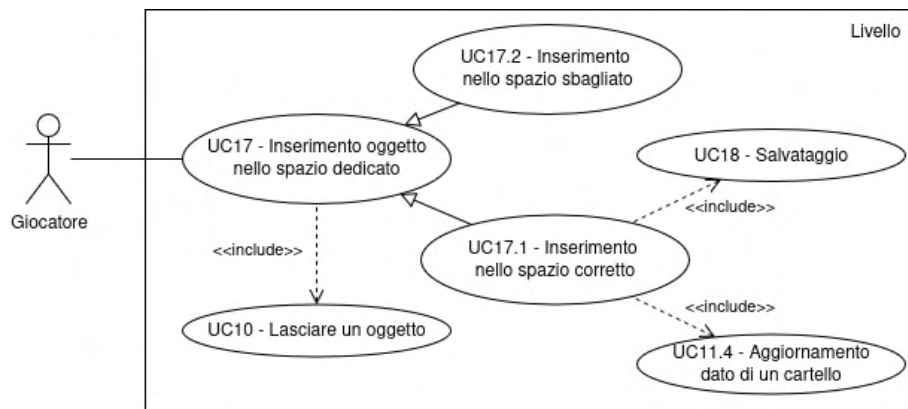 Livello
UC17.2 - Inserimento
nello spazio sbagliato
UC17 - Inserimento oggetto
nello spazio dedicato
UC18 - Salvataggio
Giocatore
<<include>>
<<include>>
UC17.1 - Inserimento
nello spazio corretto
<<include>>
UC10 - Lasciare un oggetto
UC11.4 - Aggiornamento
dato di un cartello